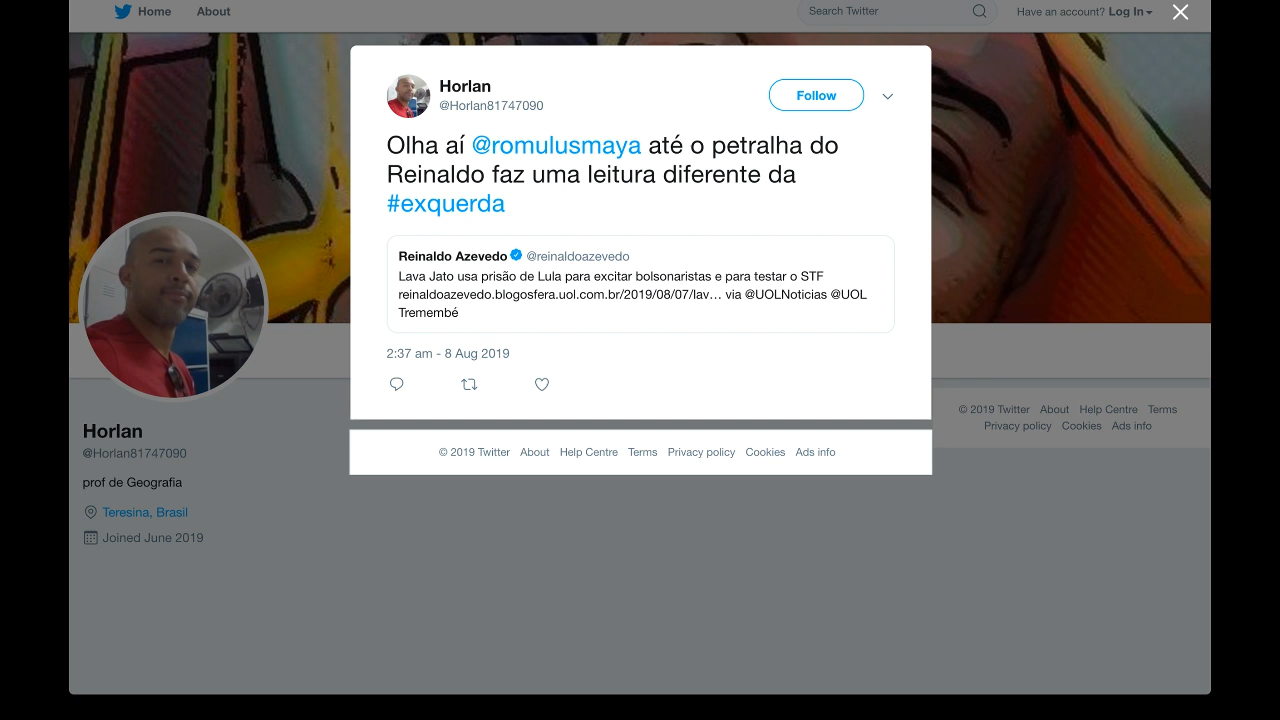 Home About Search Twitter Have an account? Log In
Horlan
@Horlan81747090
Follow
Olha aí @romulusmaya até o petralha do
Reinaldo faz uma leitura diferente da
#exquerda
Reinaldo Azevedo @reinaldoazevedo
Lava Jato usa prisão de Lula para excitar bolsonaristas e para testar o STF
reinaldoazevedo.blogosfera.uol.com.br/2019/08/07/lav… via @UOLNoticias @UOL
Tremembé
2:37 am - 8 Aug 2019
© 2019 Twitter About Help Centre Terms Privacy policy Cookies Ads info
Horlan
@Horlan81747090
prof de Geografia
Teresina, Brasil
Joined June 2019
© 2019 Twitter About Help Centre Terms
Privacy policy Cookies Ads info